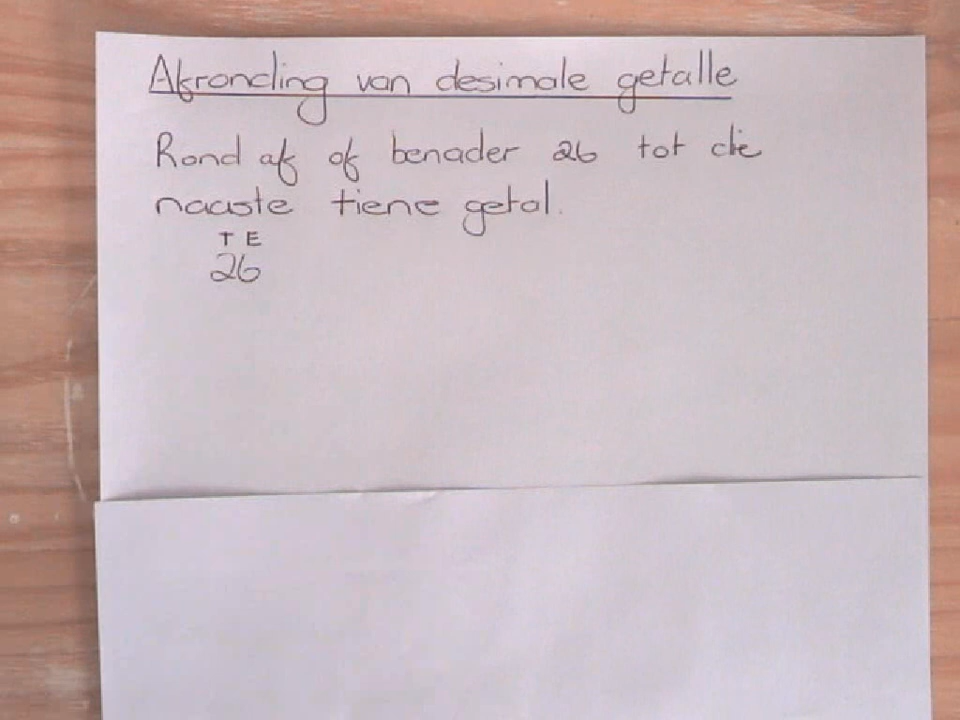 Afronding van desimale getalle
Rond af of benader 26 tot die
naaste tiene getal.
T E
26